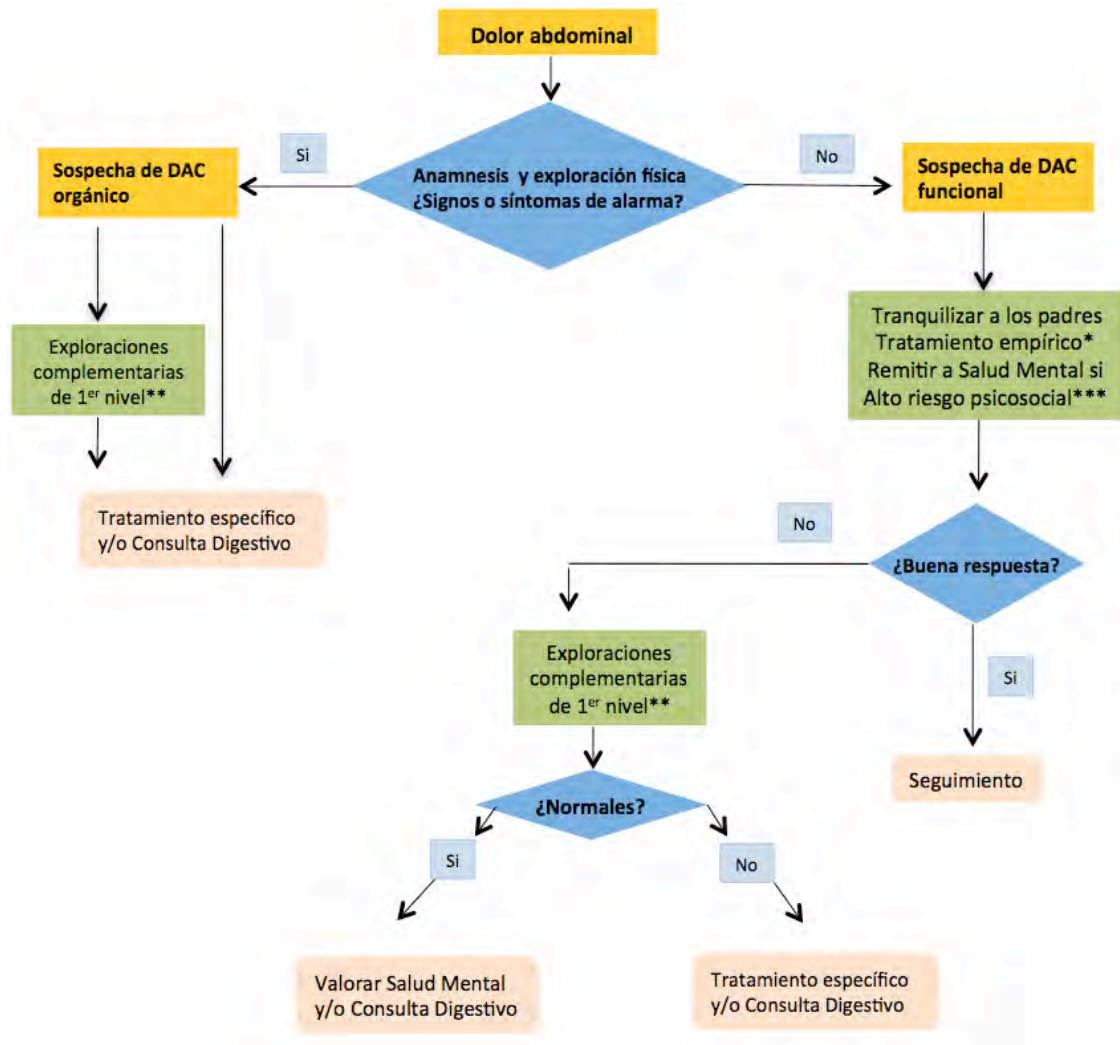 Dolor abdominal
Si
No
Anamnesis y exploración física
¿Signos o síntomas de alarma?
Sospecha de DAC
orgánico
Sospecha de DAC
funcional
Exploraciones
complementarias
de 1er nivel**
Tranquilizar a los padres
Tratamiento empírico*
Remitir a Salud Mental si
Alto riesgo psicosocial***
Tratamiento específico
y/o Consulta Digestivo
No
¿Buena respuesta?
Exploraciones
complementarias
de 1er nivel**
Si
Seguimiento
¿Normales?
Si
No
Valorar Salud Mental
y/o Consulta Digestivo
Tratamiento específico
y/o Consulta Digestivo